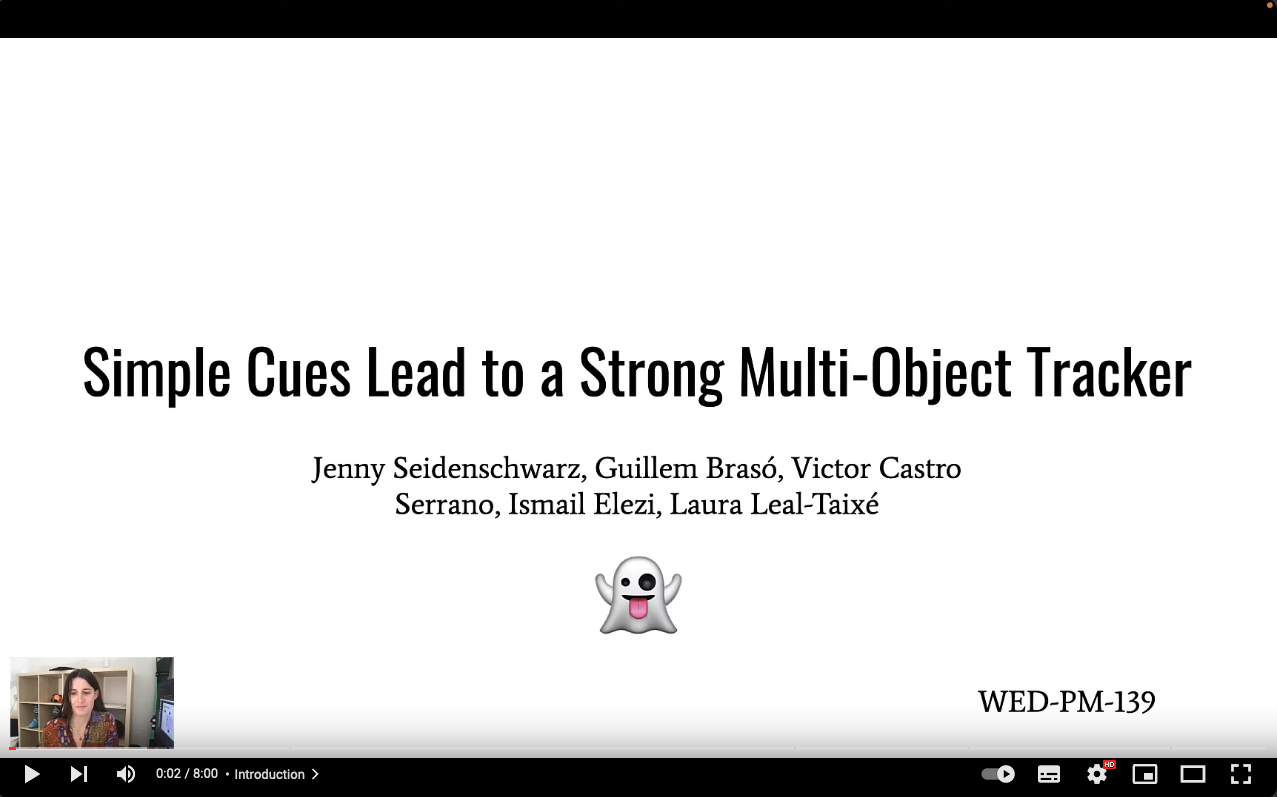 Simple Cues Lead to a Strong Multi-Object Tracker
Jenny Seidenschwarz, Guillem Brasó, Victor Castro
Serrano, Ismail Elezi, Laura Leal-Taixé
WED-PM-139
0:02 / 8:00 • Introduction
HD